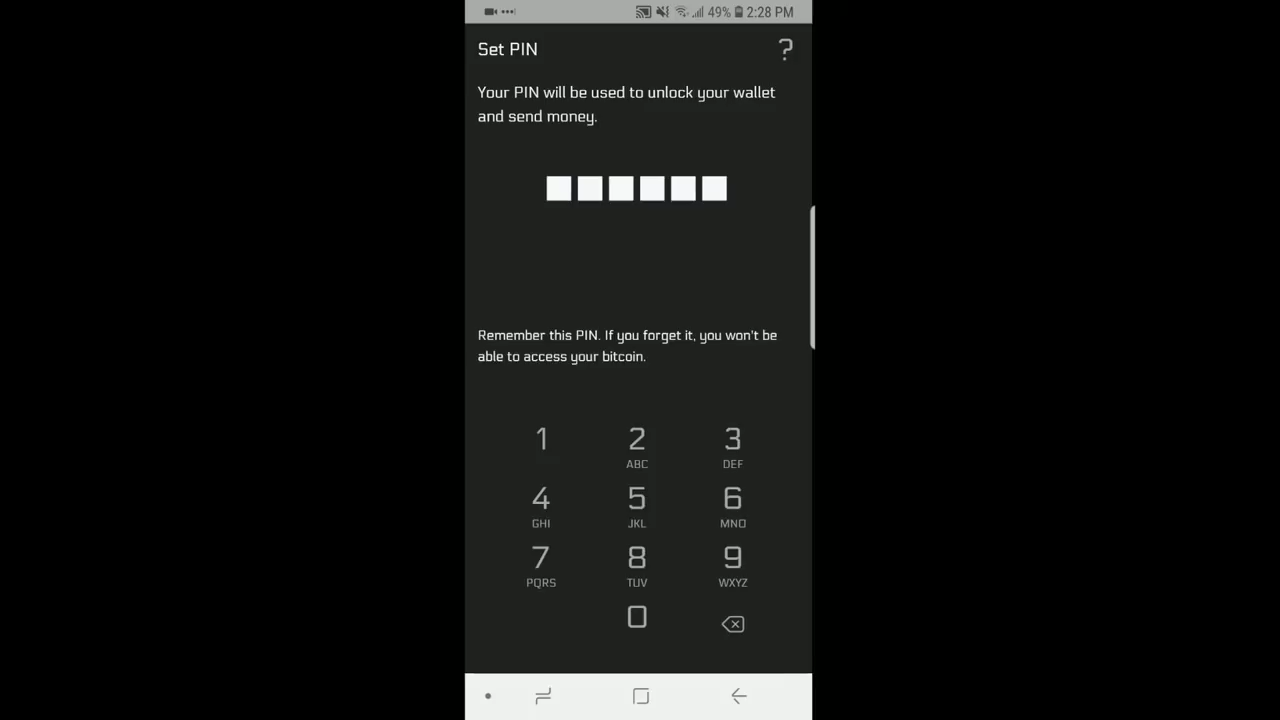 49% 2:28 PM
Set PIN
?
Your PIN will be used to unlock your wallet
and send money.
Remember this PIN. If you forget it, you won't be
able to access your bitcoin.
1 2 3
ABC DEF
4 5 6
GHI JKL MNO
7 8 9
PQRS TUV WXYZ
0